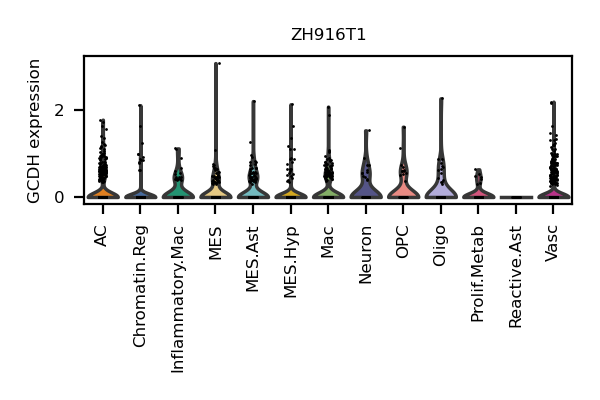 ZH916T1
GCDH expression
2
0
AC
Chromatin.Reg
Inflammatory.Mac
MES
MES.Ast
MES.Hyp
Mac
Neuron
OPC
Oligo
Prolif.Metab
Reactive.Ast
Vasc